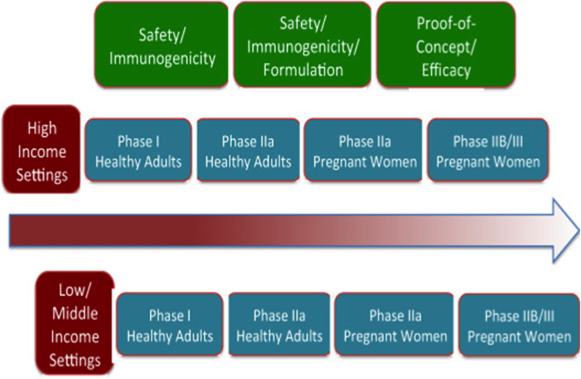 Safety/
Immunogenicity
Safety/
Immunogenicity/
Formulation
Proof-of-
Concept/
Efficacy
High
Income
Settings
Phase I
Healthy Adults
Phase IIa
Healthy Adults
Phase IIa
Pregnant Women
Phase IIB/III
Pregnant Women
Low/
Middle
Income
Settings
Phase I
Healthy Adults
Phase IIa
Healthy Adults
Phase IIa
Pregnant Women
Phase IIB/III
Pregnant Women